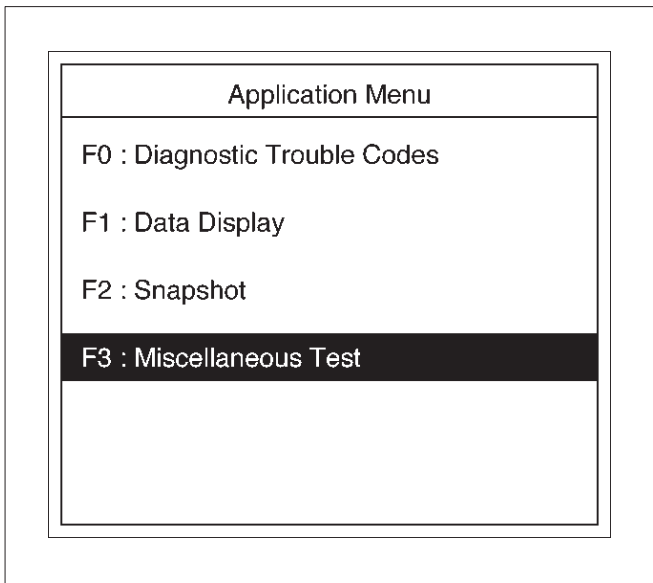 Application Menu
F0 : Diagnostic Trouble Codes
F1 : Data Display
F2 : Snapshot
F3 : Miscellaneous Test